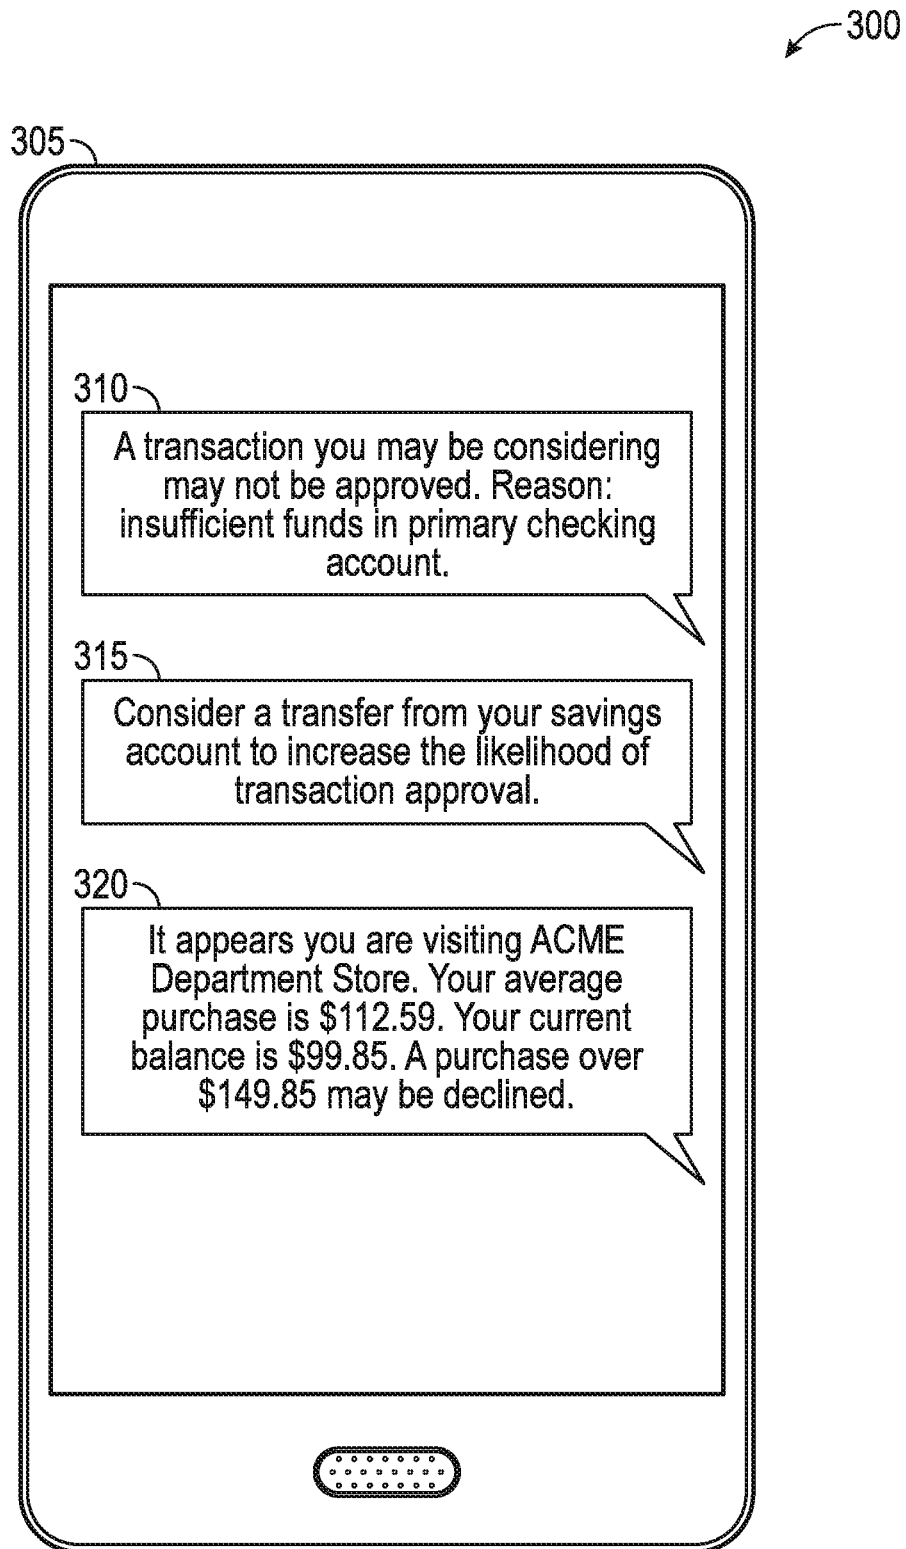 300
305
310
A transaction you may be considering
may not be approved. Reason:
insufficient funds in primary checking
account.
315
Consider a transfer from your savings
account to increase the likelihood of
transaction approval.
320
It appears you are visiting ACME
Department Store. Your average
purchase is $112.59. Your current
balance is $99.85. A purchase over
$149.85 may be declined.